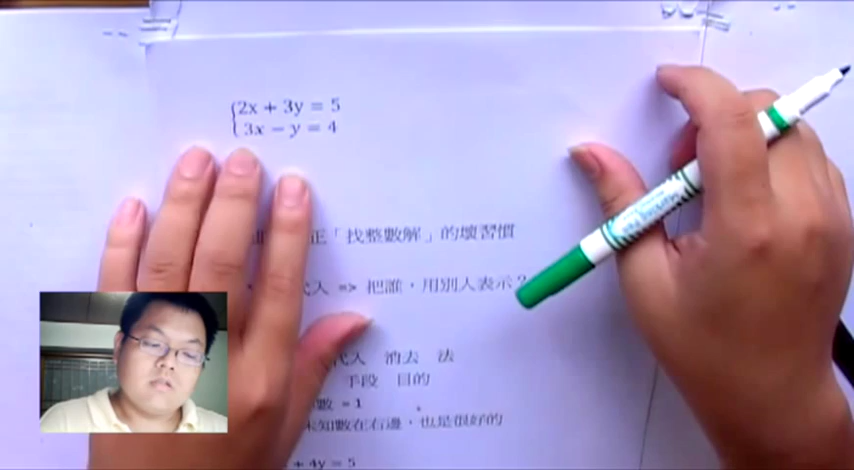 2x + 3y = 5
3x − y = 4
正「找整數解」的壞習慣
代入 => 把誰，用別人表示？
代入 消去 法
手段 目的
數 = 1
未知數在右邊，也是很好的
+ 4y = 5